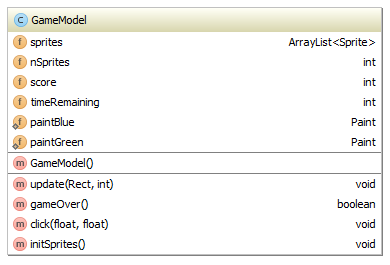 C GameModel
f sprites ArrayList<Sprite>
f nSprites int
f score int
f timeRemaining int
f paintBlue Paint
f paintGreen Paint
m GameModel()
m update(Rect, int) void
m gameOver() boolean
m click(float, float) void
m initSprites() void